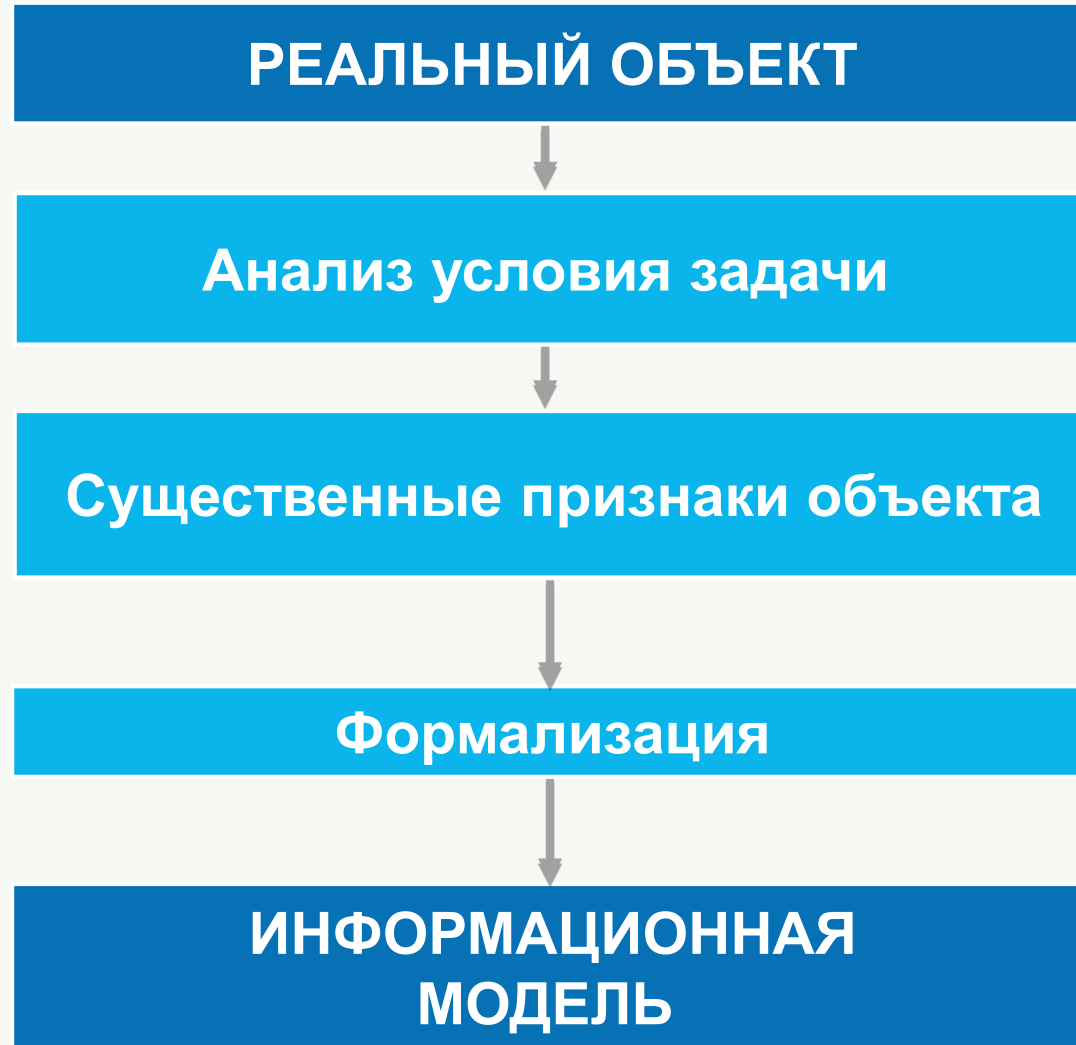 РЕАЛЬНЫЙ ОБЪЕКТ
Анализ условия задачи
Существенные признаки объекта
Формализация
ИНФОРМАЦИОННАЯ
МОДЕЛЬ